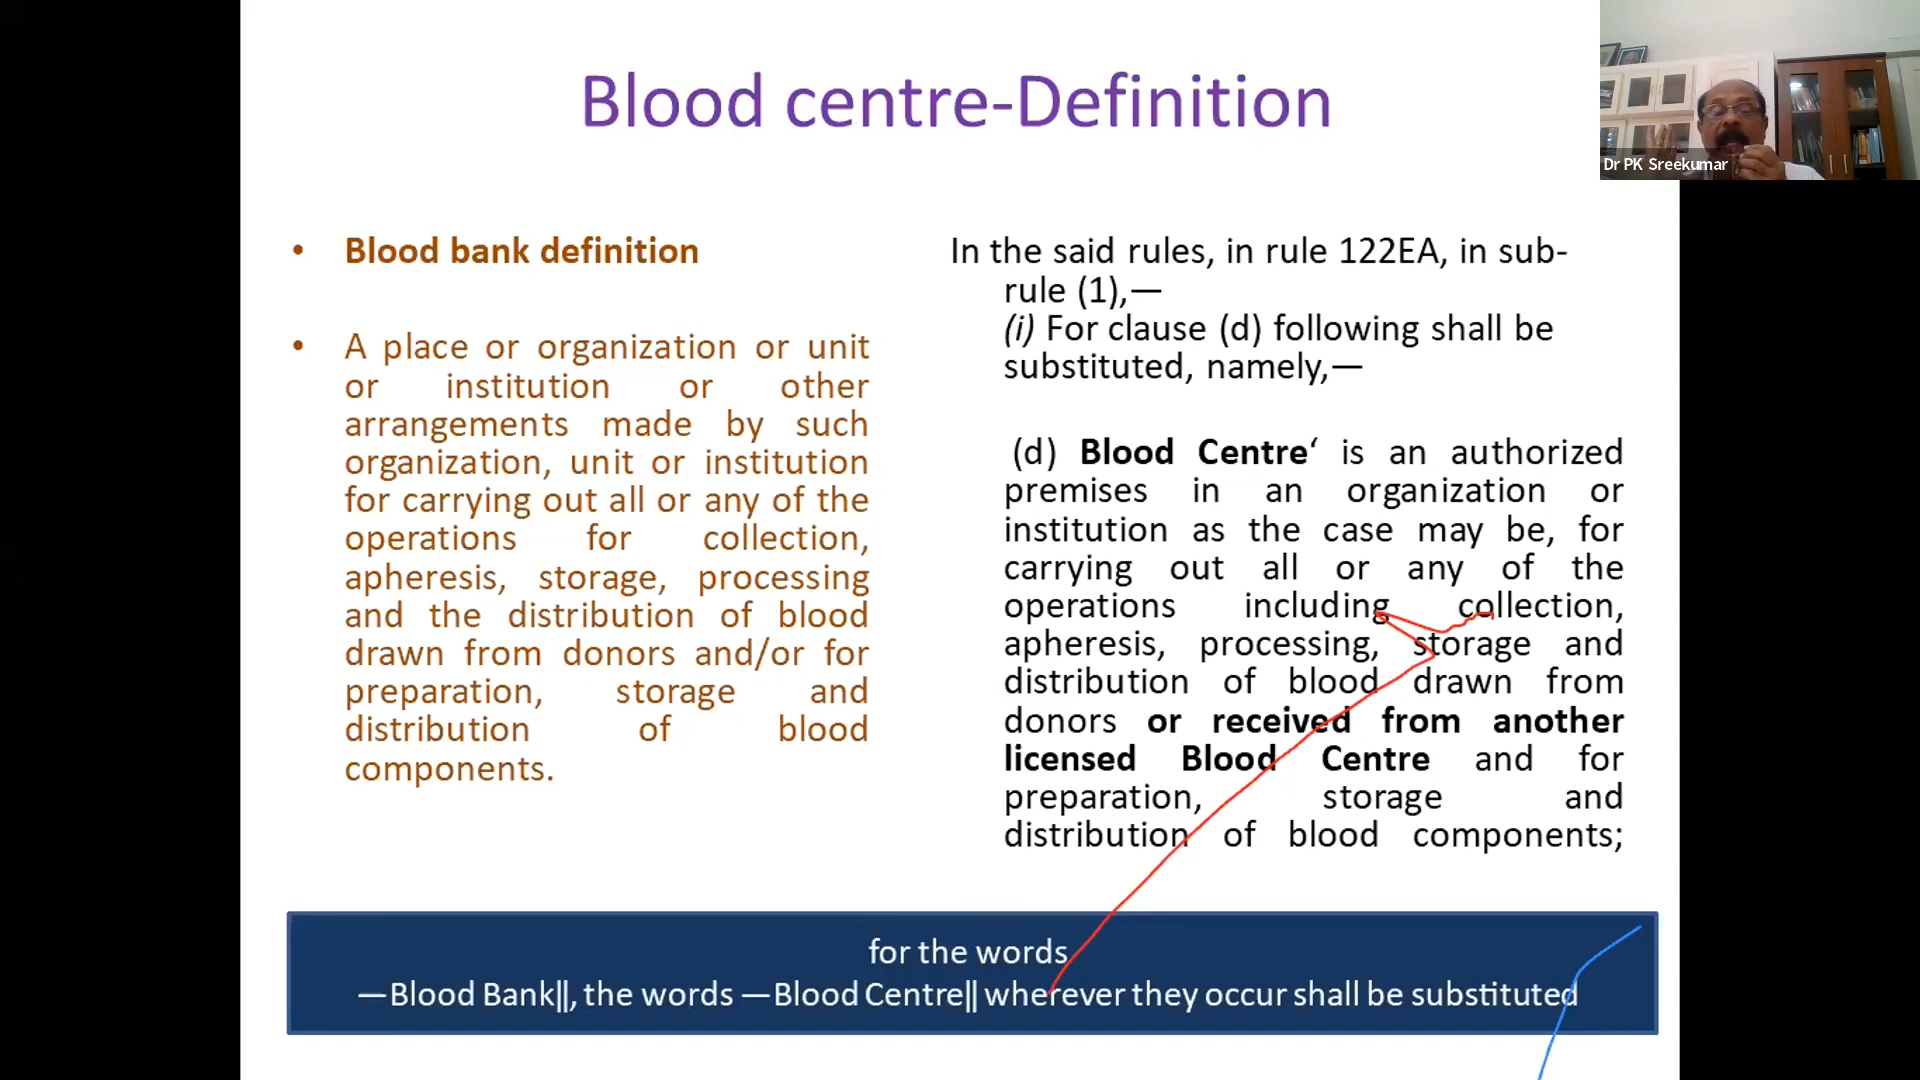 Blood centre-Definition
Dr PK Sreekumar
• Blood bank definition
• A place or organization or unit
or institution or other
arrangements made by such
organization, unit or institution
for carrying out all or any of the
operations for collection,
apheresis, storage, processing
and the distribution of blood
drawn from donors and/or for
preparation, storage and
distribution of blood
components.
In the said rules, in rule 122EA, in sub-
rule (1),—
(i) For clause (d) following shall be
substituted, namely,—
(d) Blood Centre‘ is an authorized
premises in an organization or
institution as the case may be, for
carrying out all or any of the
operations including collection,
apheresis, processing, storage and
distribution of blood drawn from
donors or received from another
licensed Blood Centre and for
preparation, storage and
distribution of blood components;
for the words
―Blood Bank‖, the words ―Blood Centre‖ wherever they occur shall be substituted